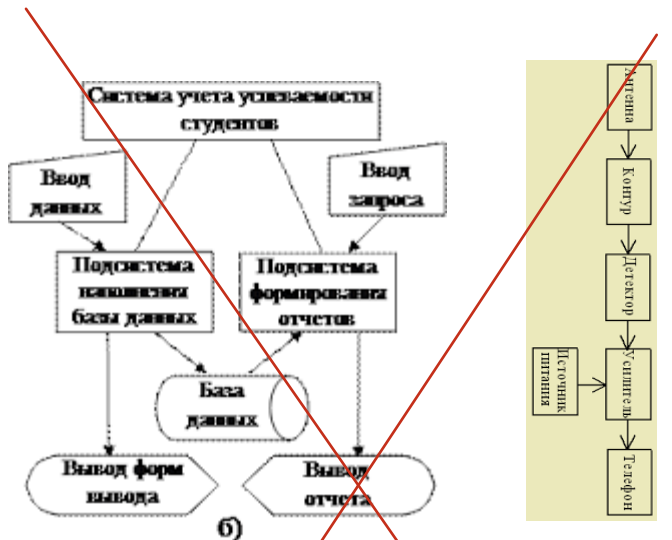 Система учета успеваемости
студентов
Ввод
данных
Ввод
запроса
Подсистема
наполнения
базы данных
Подсистема
формирования
отчетов
База
данных
Вывод форм
вывода
Вывод
отчета
б)
Антенна
Контур
Детектор
Усилитель
Источник
питания
Телефон